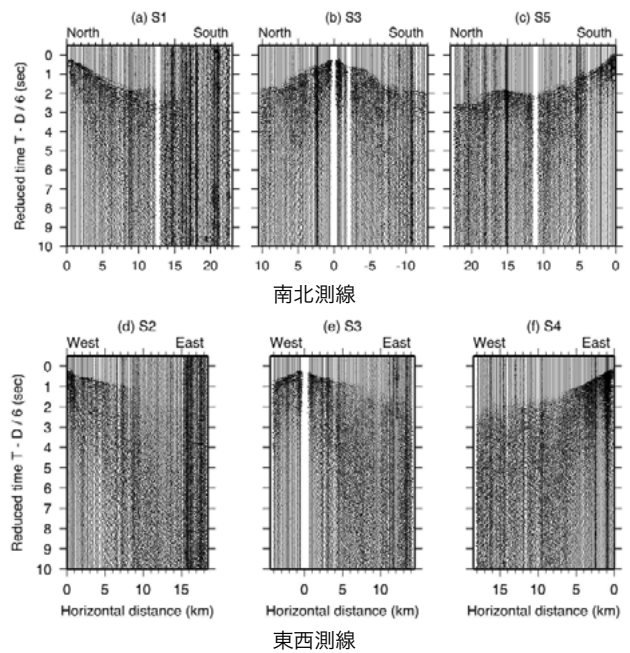 (a) S1 (b) S3 (c) S5
North South North South North South
Reduced time T - D / 6 (sec)
0
1
2
3
4
5
6
7
8
9
10
0 5 10 15 20 10 5 0 -5 -10 20 15 10 5 0
南北測線
(d) S2 (e) S3 (f) S4
West East West East West East
Reduced time T - D / 6 (sec)
0
1
2
3
4
5
6
7
8
9
10
0 5 10 15 0 5 10 15 10 5 0
Horizontal distance (km) Horizontal distance (km) Horizontal distance (km)
東西測線